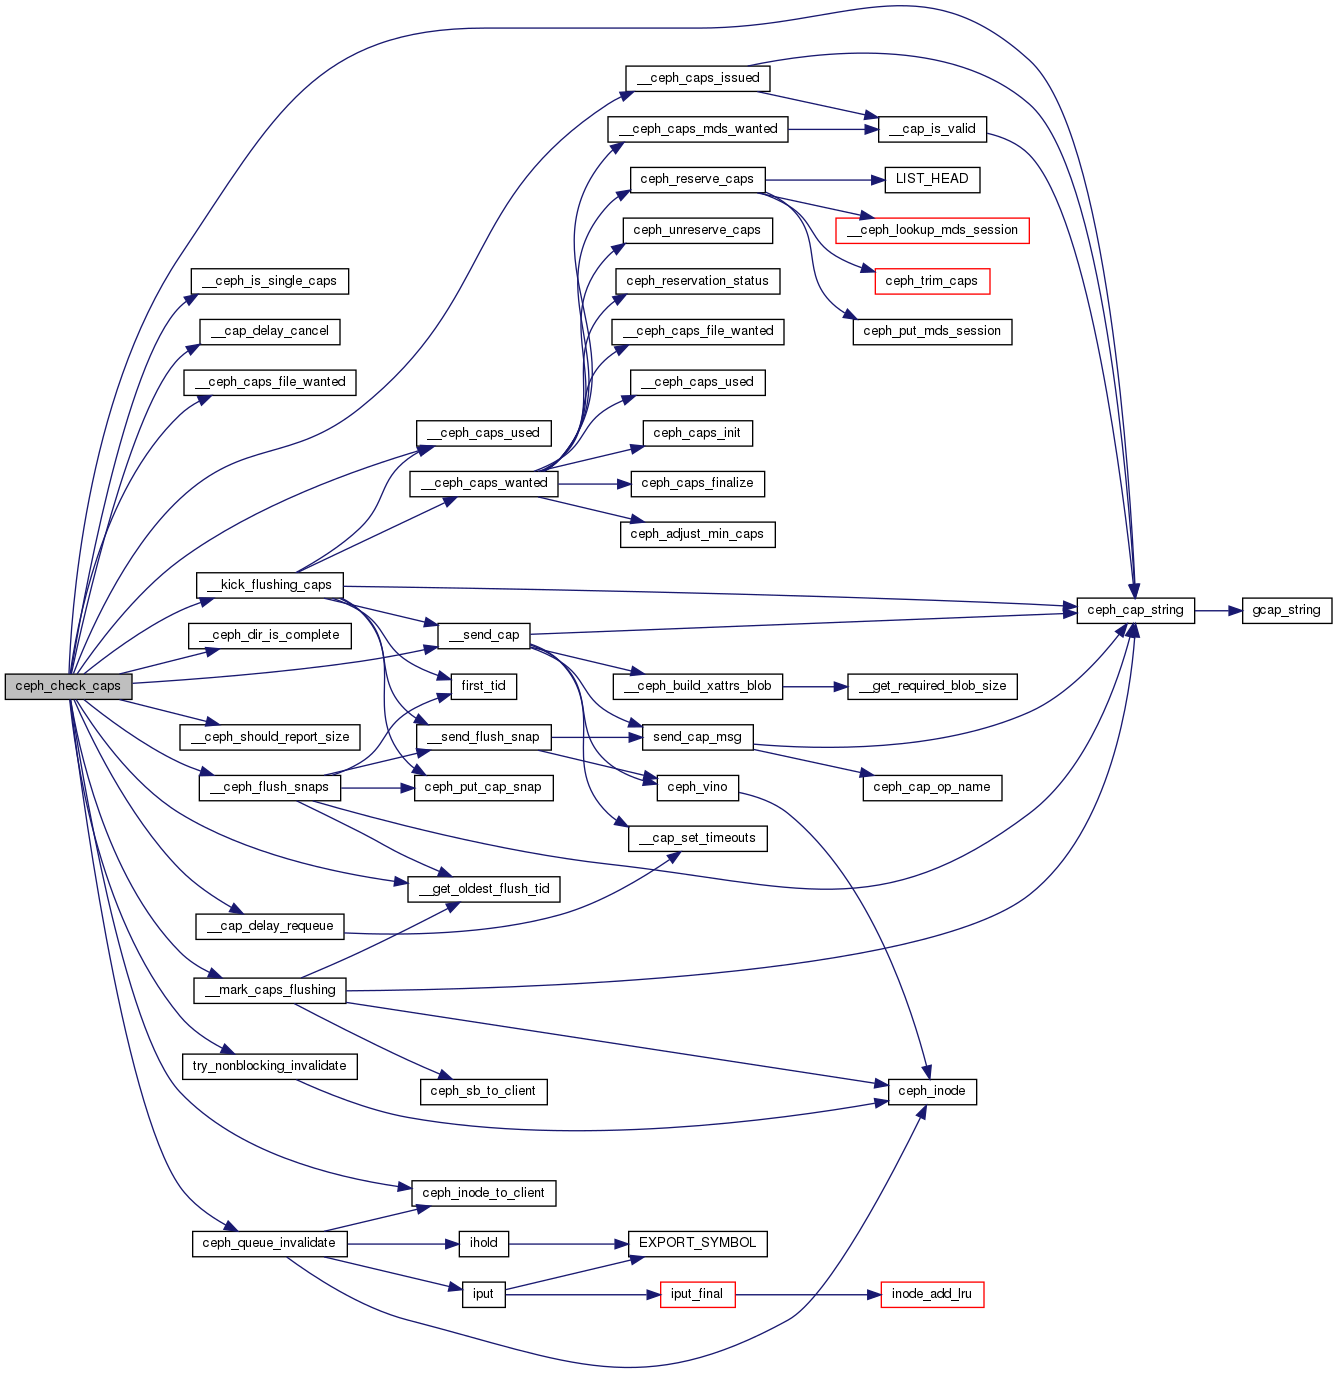 __ceph_caps_issued
__ceph_caps_mds_wanted
__cap_is_valid
ceph_reserve_caps
LIST_HEAD
ceph_unreserve_caps
__ceph_lookup_mds_session
__ceph_is_single_caps
ceph_reservation_status
ceph_trim_caps
__cap_delay_cancel
__ceph_caps_file_wanted
ceph_put_mds_session
__ceph_caps_file_wanted
__ceph_caps_used
__ceph_caps_used
ceph_caps_init
__ceph_caps_wanted
ceph_caps_finalize
ceph_adjust_min_caps
__kick_flushing_caps
ceph_cap_string
gcap_string
__ceph_dir_is_complete
__send_cap
ceph_check_caps
first_tid
__ceph_build_xattrs_blob
__get_required_blob_size
__ceph_should_report_size
__send_flush_snap
send_cap_msg
__ceph_flush_snaps
ceph_put_cap_snap
ceph_vino
ceph_cap_op_name
__cap_set_timeouts
__get_oldest_flush_tid
__cap_delay_requeue
__mark_caps_flushing
try_nonblocking_invalidate
ceph_sb_to_client
ceph_inode
ceph_inode_to_client
ceph_queue_invalidate
ihold
EXPORT_SYMBOL
iput
iput_final
inode_add_lru